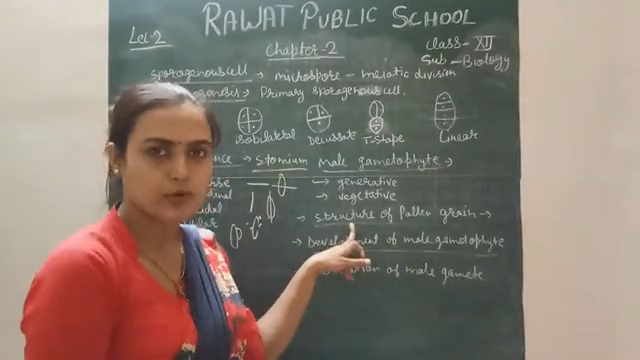 RAWAT PUBLIC SCHOOL
Lec-2
Chapter-2
Class - XII
Sub - Biology
sporogenous cell → microspore - meiotic division
→ Primary sporogenous cell.
isobilateral
Decussate
T-shape
Linear
→ Stomium male gametophyte →
→ generative
→ vegetative
→ structure of Pollen grain →
→ Development of male gametophyte
of male gamete